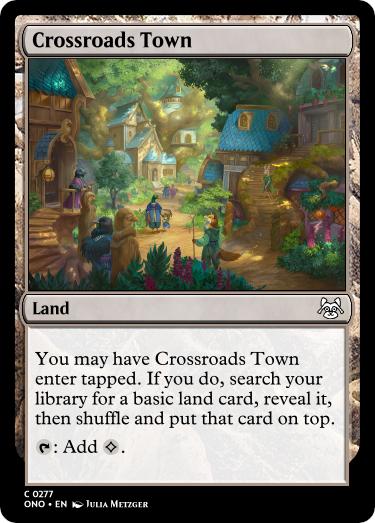 Crossroads Town
Land
You may have Crossroads Town
enter tapped. If you do, search your
library for a basic land card, reveal it,
then shuffle and put that card on top.
: Add .
C 0277
ONO • EN Julia Metzger